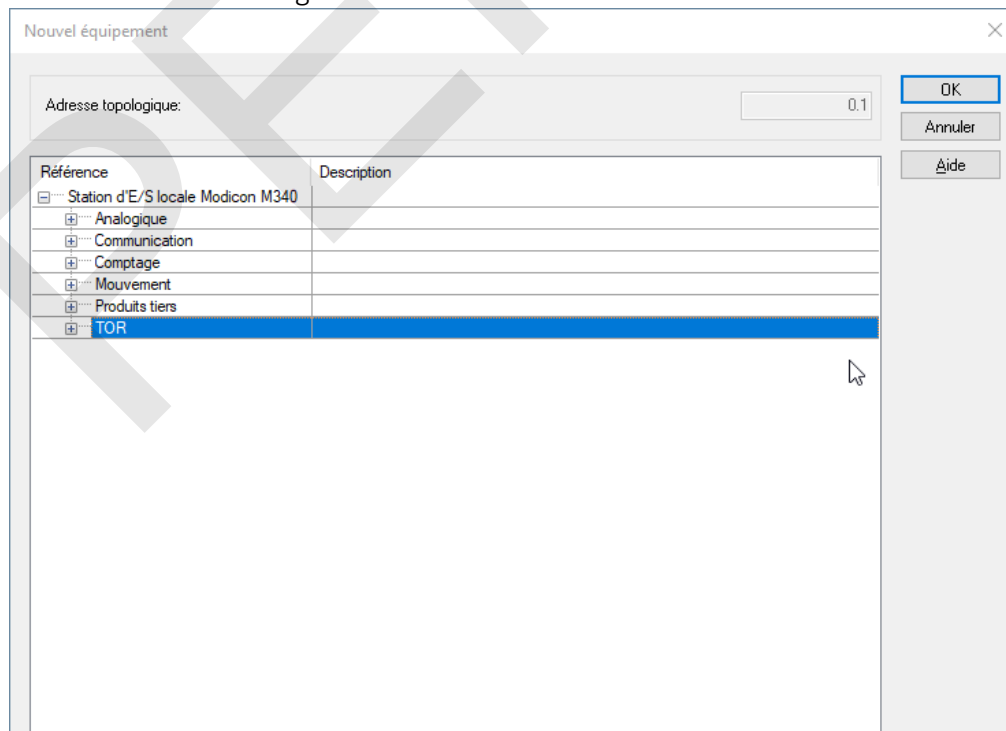 Nouvel équipement
Adresse topologique: 0.1
OK
Annuler
Aide
Référence Description
Station d'E/S locale Modicon M340
Analogique
Communication
Comptage
Mouvement
Produits tiers
TOR